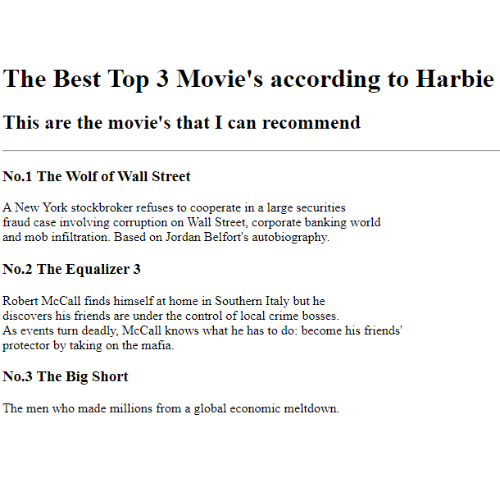 The Best Top 3 Movie's according to Harbie
This are the movie's that I can recommend
No.1 The Wolf of Wall Street
A New York stockbroker refuses to cooperate in a large securities
fraud case involving corruption on Wall Street, corporate banking world
and mob infiltration. Based on Jordan Belfort's autobiography.
No.2 The Equalizer 3
Robert McCall finds himself at home in Southern Italy but he
discovers his friends are under the control of local crime bosses.
As events turn deadly, McCall knows what he has to do: become his friends'
protector by taking on the mafia.
No.3 The Big Short
The men who made millions from a global economic meltdown.